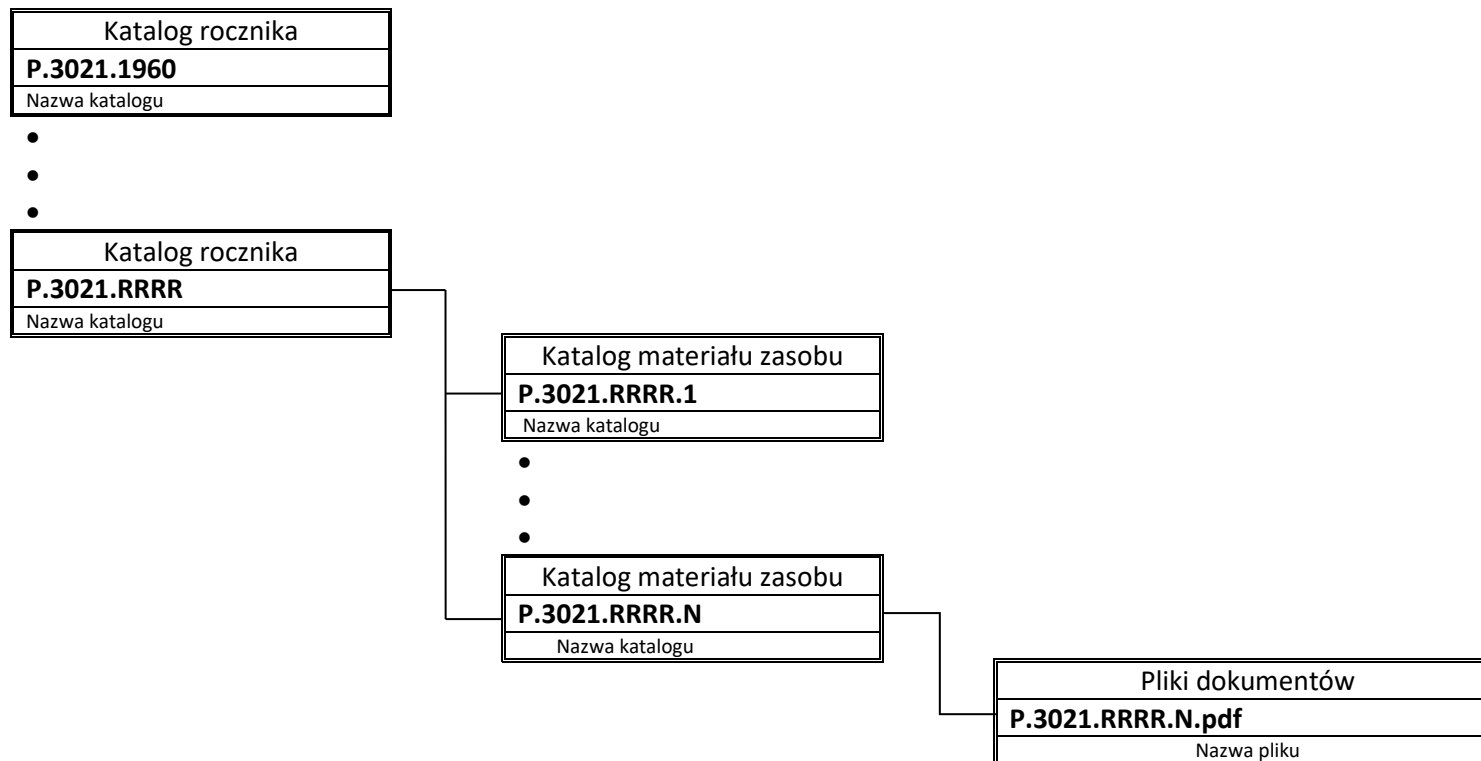 Katalog rocznika
P.3021.1960
Nazwa katalogu
•
•
•
Katalog rocznika
P.3021.RRRR
Nazwa katalogu
Katalog materiału zasobu
P.3021.RRRR.1
Nazwa katalogu
•
•
•
Katalog materiału zasobu
P.3021.RRRR.N
Nazwa katalogu
Pliki dokumentów
P.3021.RRRR.N.pdf
Nazwa pliku